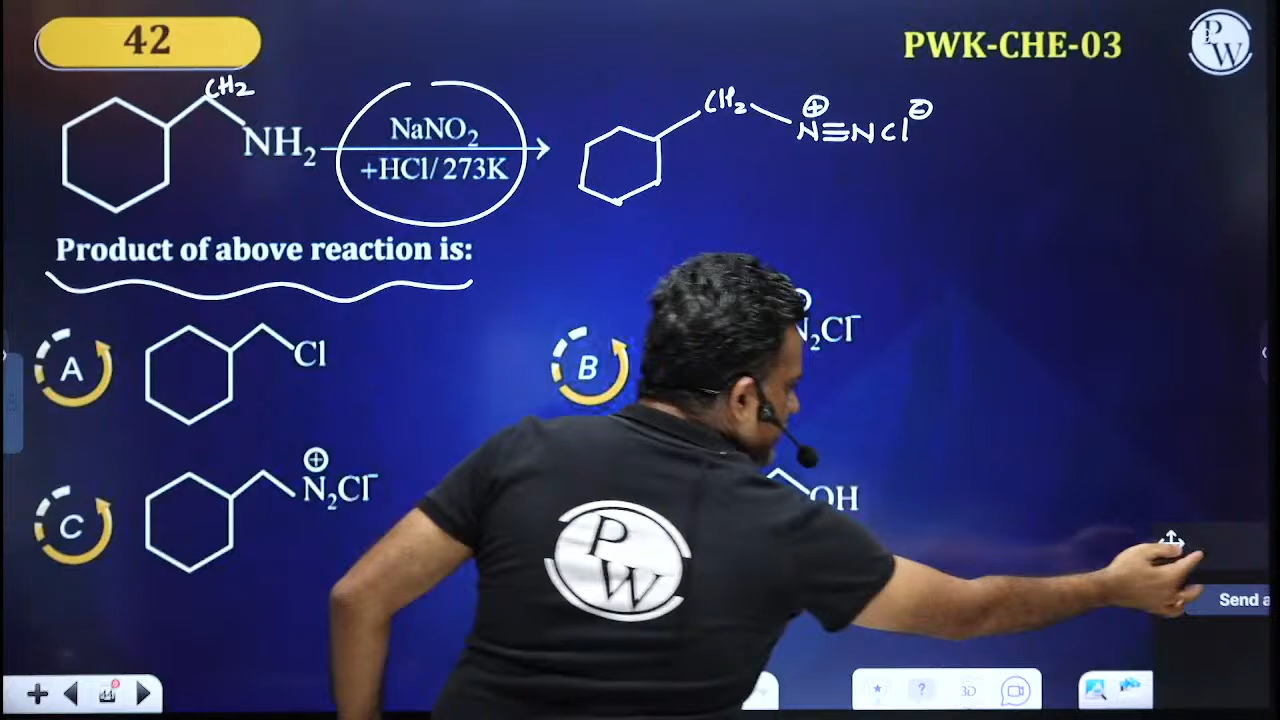 42
PWK-CHE-03
P
W
CH2
NH2
NaNO2
+HCl/ 273K
CH2
⊕ ⊖
N≡NCl
Product of above reaction is:
A
Cl
B
N2Cl⁻
C
⊕
N2Cl⁻
OH
P
W
Send a
3D